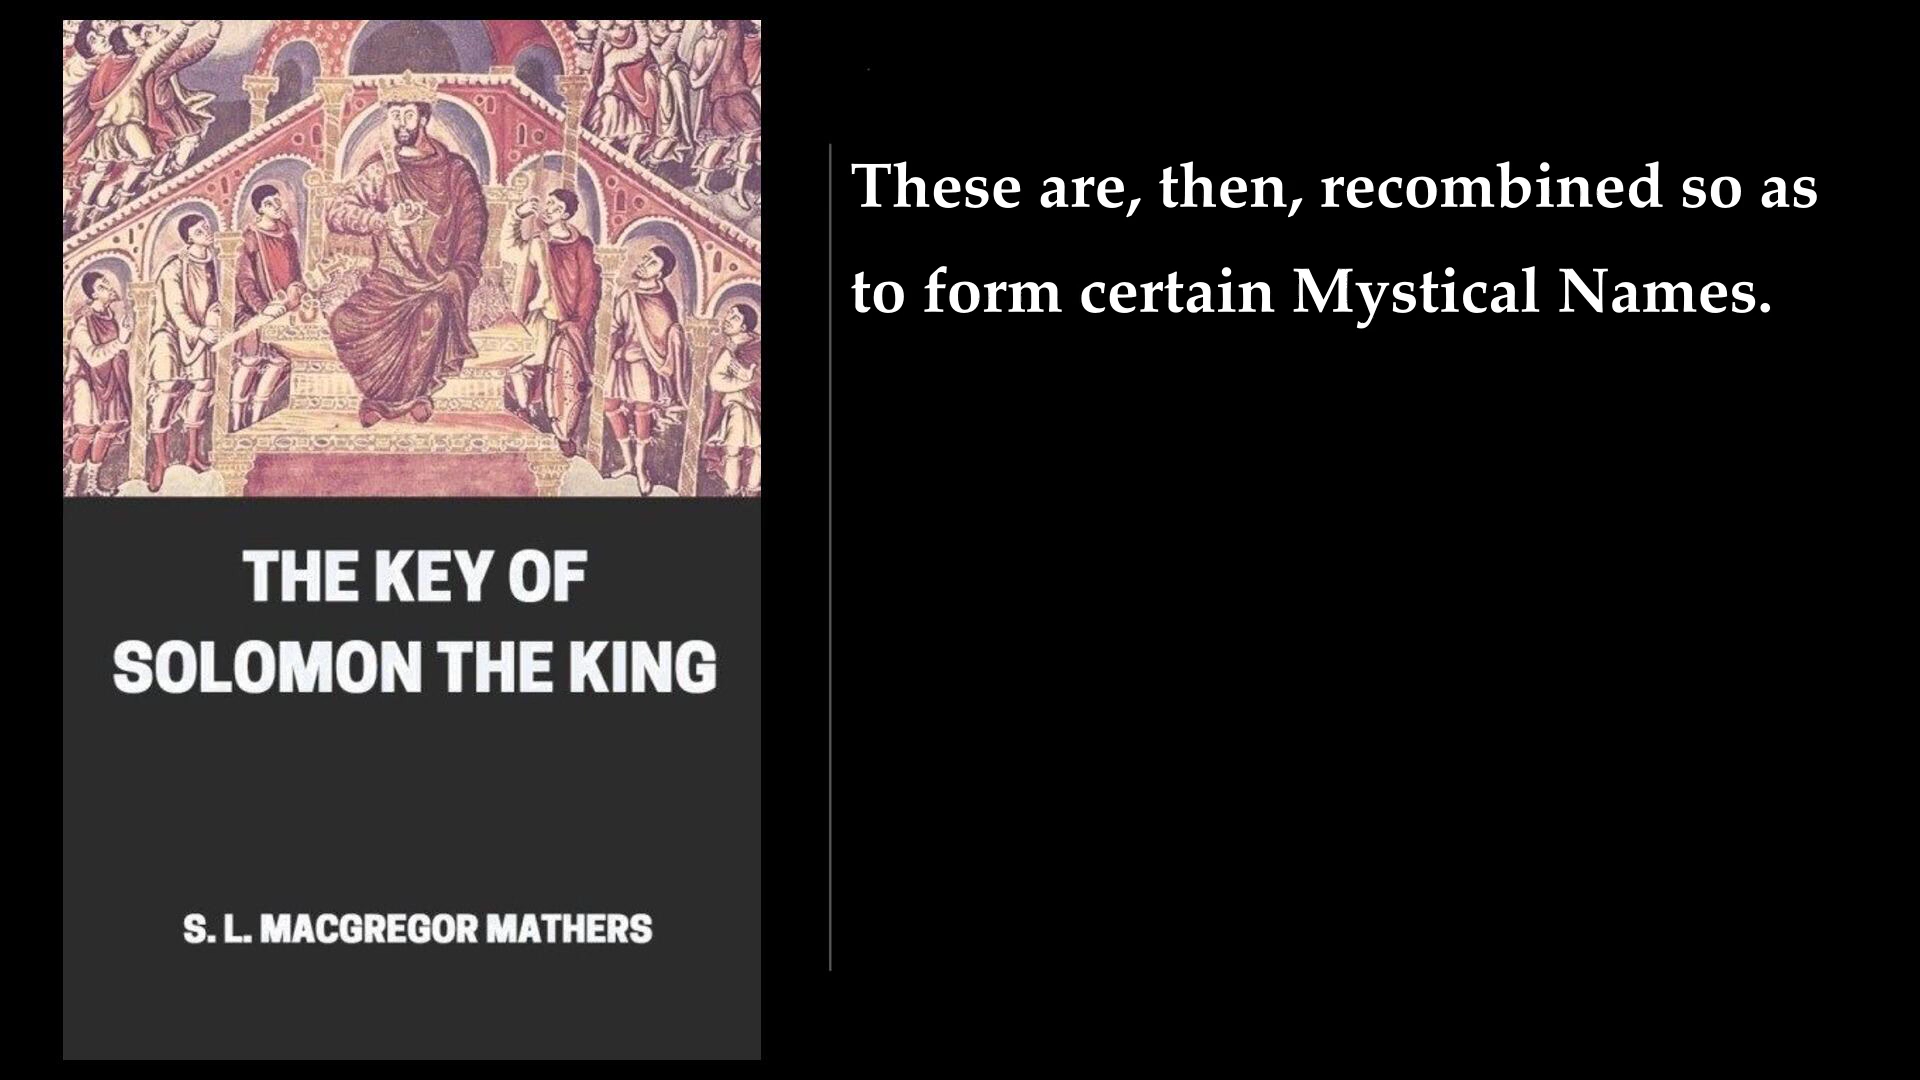 THE KEY OF
SOLOMON THE KING
S. L. MACGREGOR MATHERS
These are, then, recombined so as
to form certain Mystical Names.